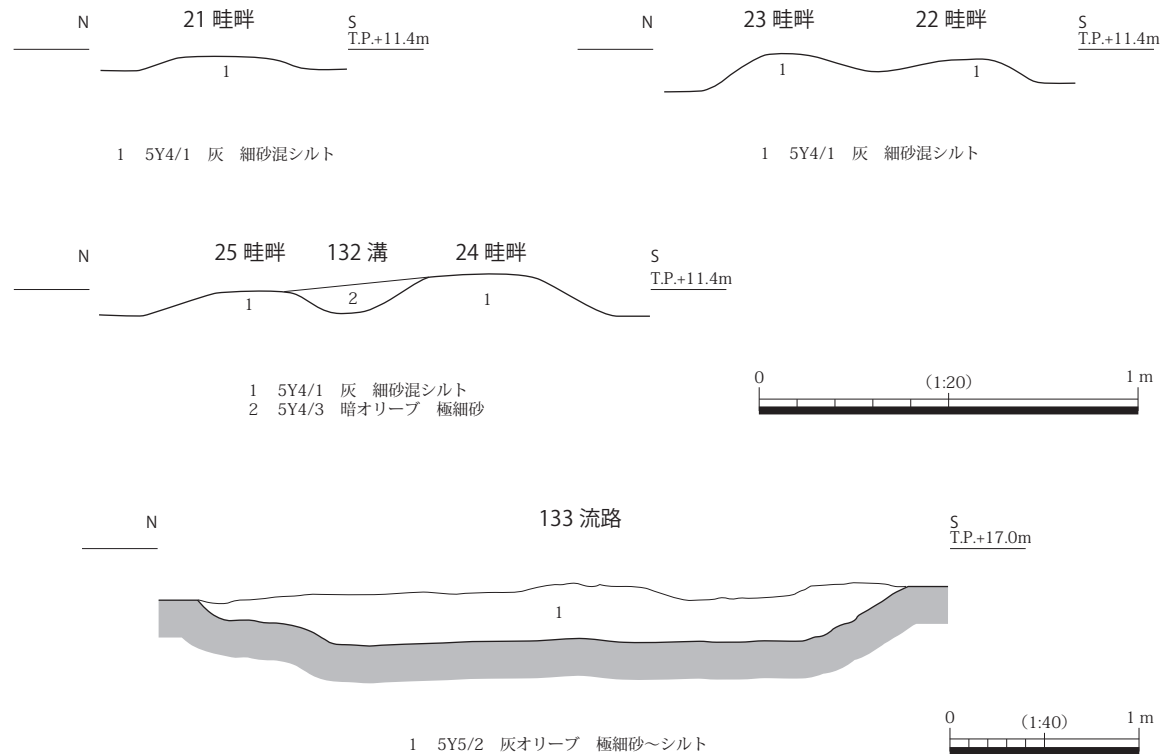 21 畦畔
N
S
T.P.+11.4m
1
1 5Y4/1 灰 細砂混シルト
23 畦畔 22 畦畔
N
S
T.P.+11.4m
1 1
1 5Y4/1 灰 細砂混シルト
25 畦畔 132 溝 24 畦畔
N
S
T.P.+11.4m
1 2 1
1 5Y4/1 灰 細砂混シルト
2 5Y4/3 暗オリーブ 極細砂
0 (1:20) 1 m
133 流路
N
S
T.P.+17.0m
1
1 5Y5/2 灰オリーブ 極細砂～シルト
0 (1:40) 1 m